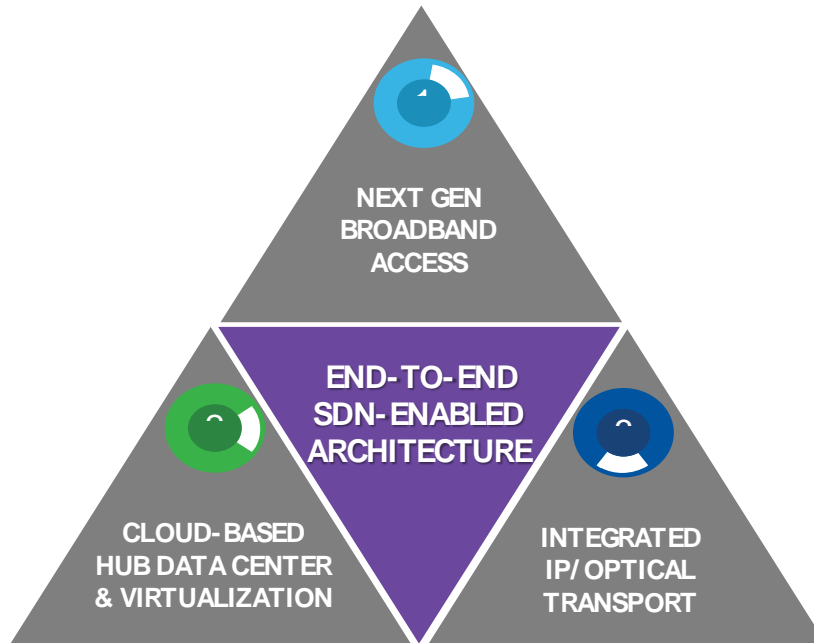 NEXT GEN
BROADBAND
ACCESS
END-TO-END
SDN-ENABLED
ARCHITECTURE
CLOUD-BASED
HUB DATA CENTER
& VIRTUALIZATION
INTEGRATED
IP/OPTICAL
TRANSPORT